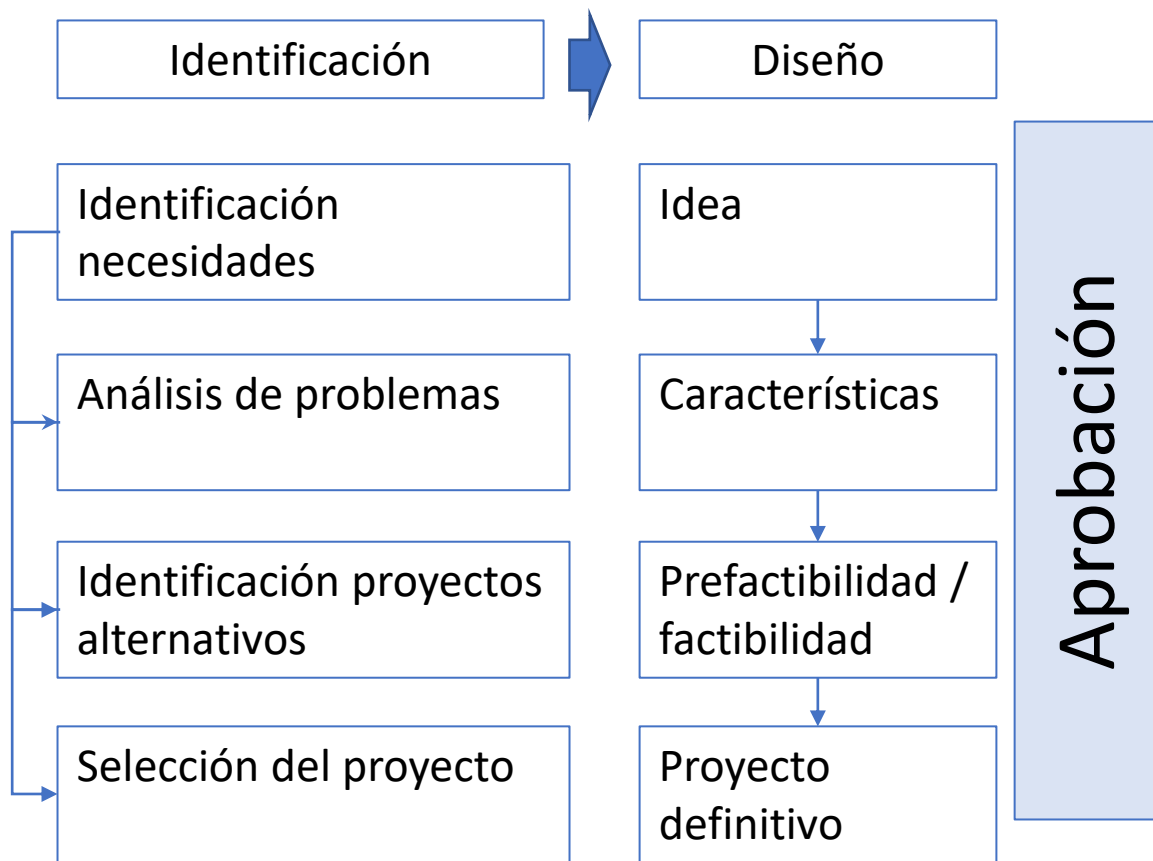 Identificación
Diseño
Identificación
necesidades
Análisis de problemas
Identificación proyectos
alternativos
Selección del proyecto
Idea
Características
Prefactibilidad /
factibilidad
Proyecto
definitivo
Aprobación